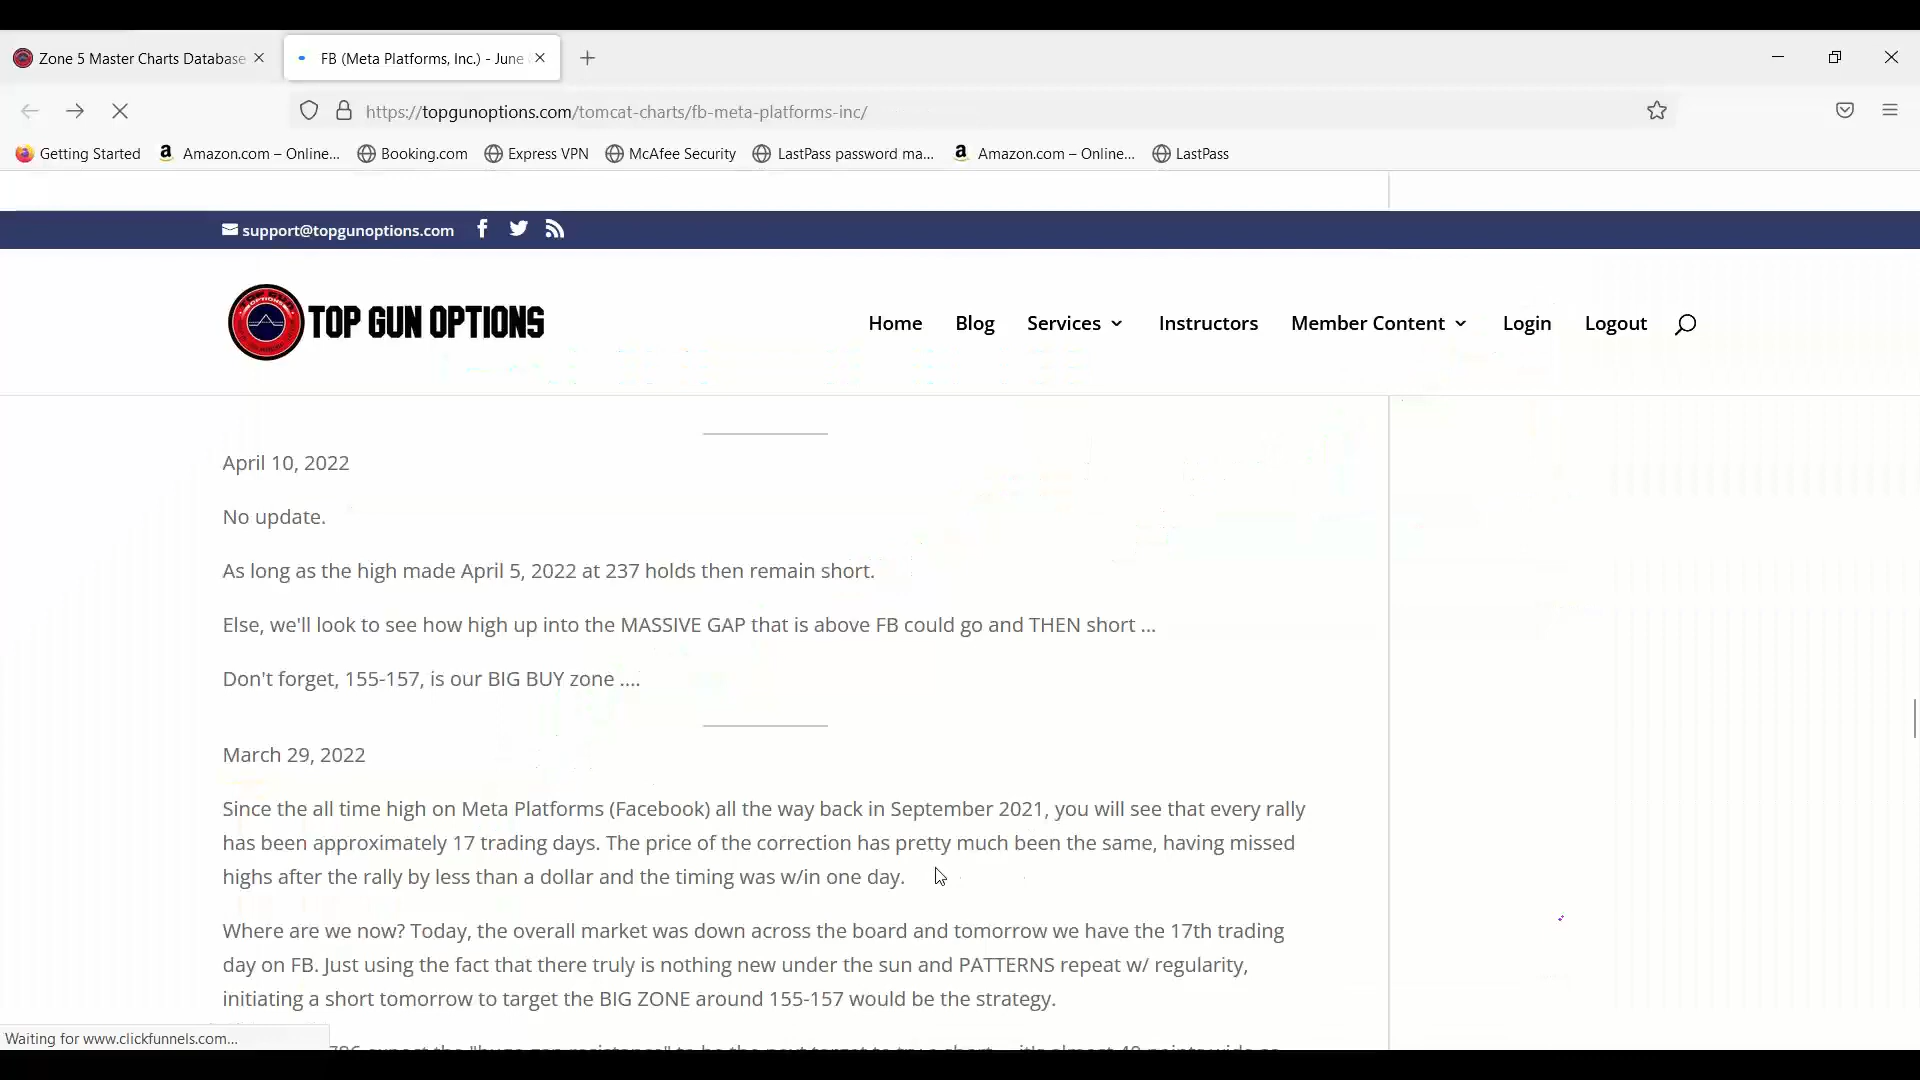 Zone 5 Master Charts Database
FB (Meta Platforms, Inc.) - June
https://topgunoptions.com/tomcat-charts/fb-meta-platforms-inc/
Getting Started
Amazon.com – Online...
Booking.com
Express VPN
McAfee Security
LastPass password ma...
Amazon.com – Online...
LastPass
support@topgunoptions.com
TOP GUN OPTIONS
Home
Blog
Services
Instructors
Member Content
Login
Logout
April 10, 2022
No update.
As long as the high made April 5, 2022 at 237 holds then remain short.
Else, we'll look to see how high up into the MASSIVE GAP that is above FB could go and THEN short ...
Don't forget, 155-157, is our BIG BUY zone ....
March 29, 2022
Since the all time high on Meta Platforms (Facebook) all the way back in September 2021, you will see that every rally
has been approximately 17 trading days. The price of the correction has pretty much been the same, having missed
highs after the rally by less than a dollar and the timing was w/in one day.
Where are we now? Today, the overall market was down across the board and tomorrow we have the 17th trading
day on FB. Just using the fact that there truly is nothing new under the sun and PATTERNS repeat w/ regularity,
initiating a short tomorrow to target the BIG ZONE around 155-157 would be the strategy.
Waiting for www.clickfunnels.com...